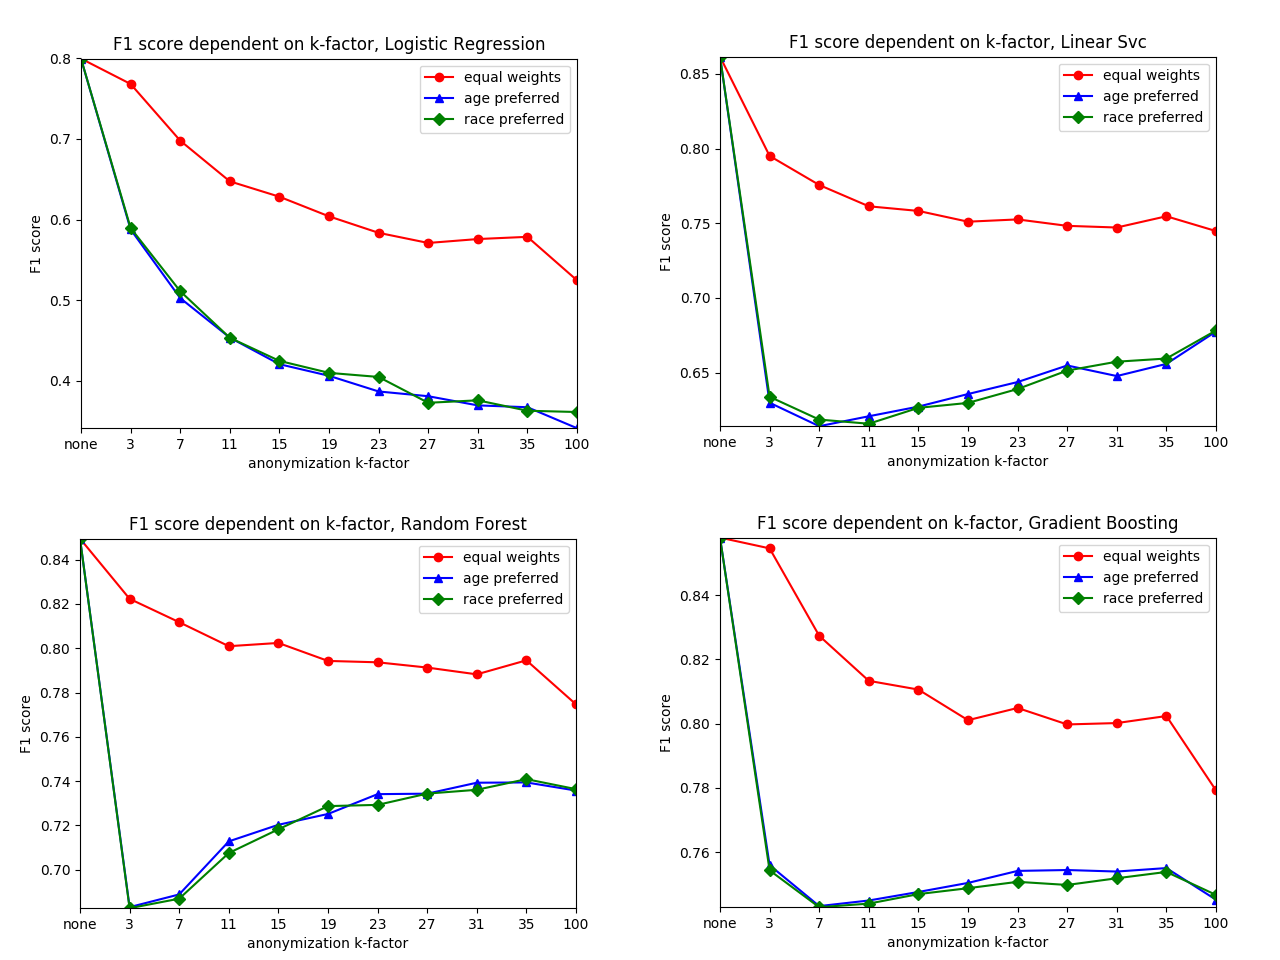 F1 score dependent on k-factor, Logistic Regression
0.8
0.7
0.6
0.5
0.4
F1 score
equal weights
age preferred
race preferred
none 3 7 11 15 19 23 27 31 35 100
anonymization k-factor
F1 score dependent on k-factor, Linear Svc
0.85
0.80
0.75
0.70
0.65
F1 score
equal weights
age preferred
race preferred
none 3 7 11 15 19 23 27 31 35 100
anonymization k-factor
F1 score dependent on k-factor, Random Forest
0.84
0.82
0.80
0.78
0.76
0.74
0.72
0.70
F1 score
equal weights
age preferred
race preferred
none 3 7 11 15 19 23 27 31 35 100
anonymization k-factor
F1 score dependent on k-factor, Gradient Boosting
0.84
0.82
0.80
0.78
0.76
F1 score
equal weights
age preferred
race preferred
none 3 7 11 15 19 23 27 31 35 100
anonymization k-factor